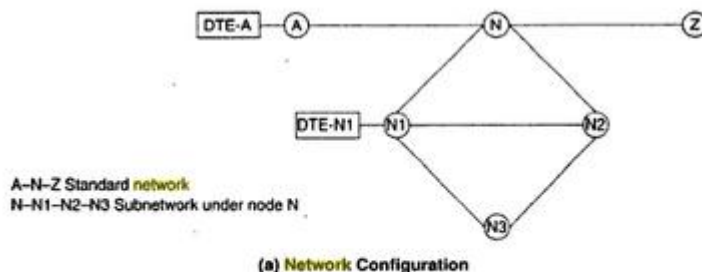 DTE-A A N Z
DTE-N1 N1 N2
A–N–Z Standard network
N–N1–N2–N3 Subnetwork under node N
N3
(a) Network Configuration